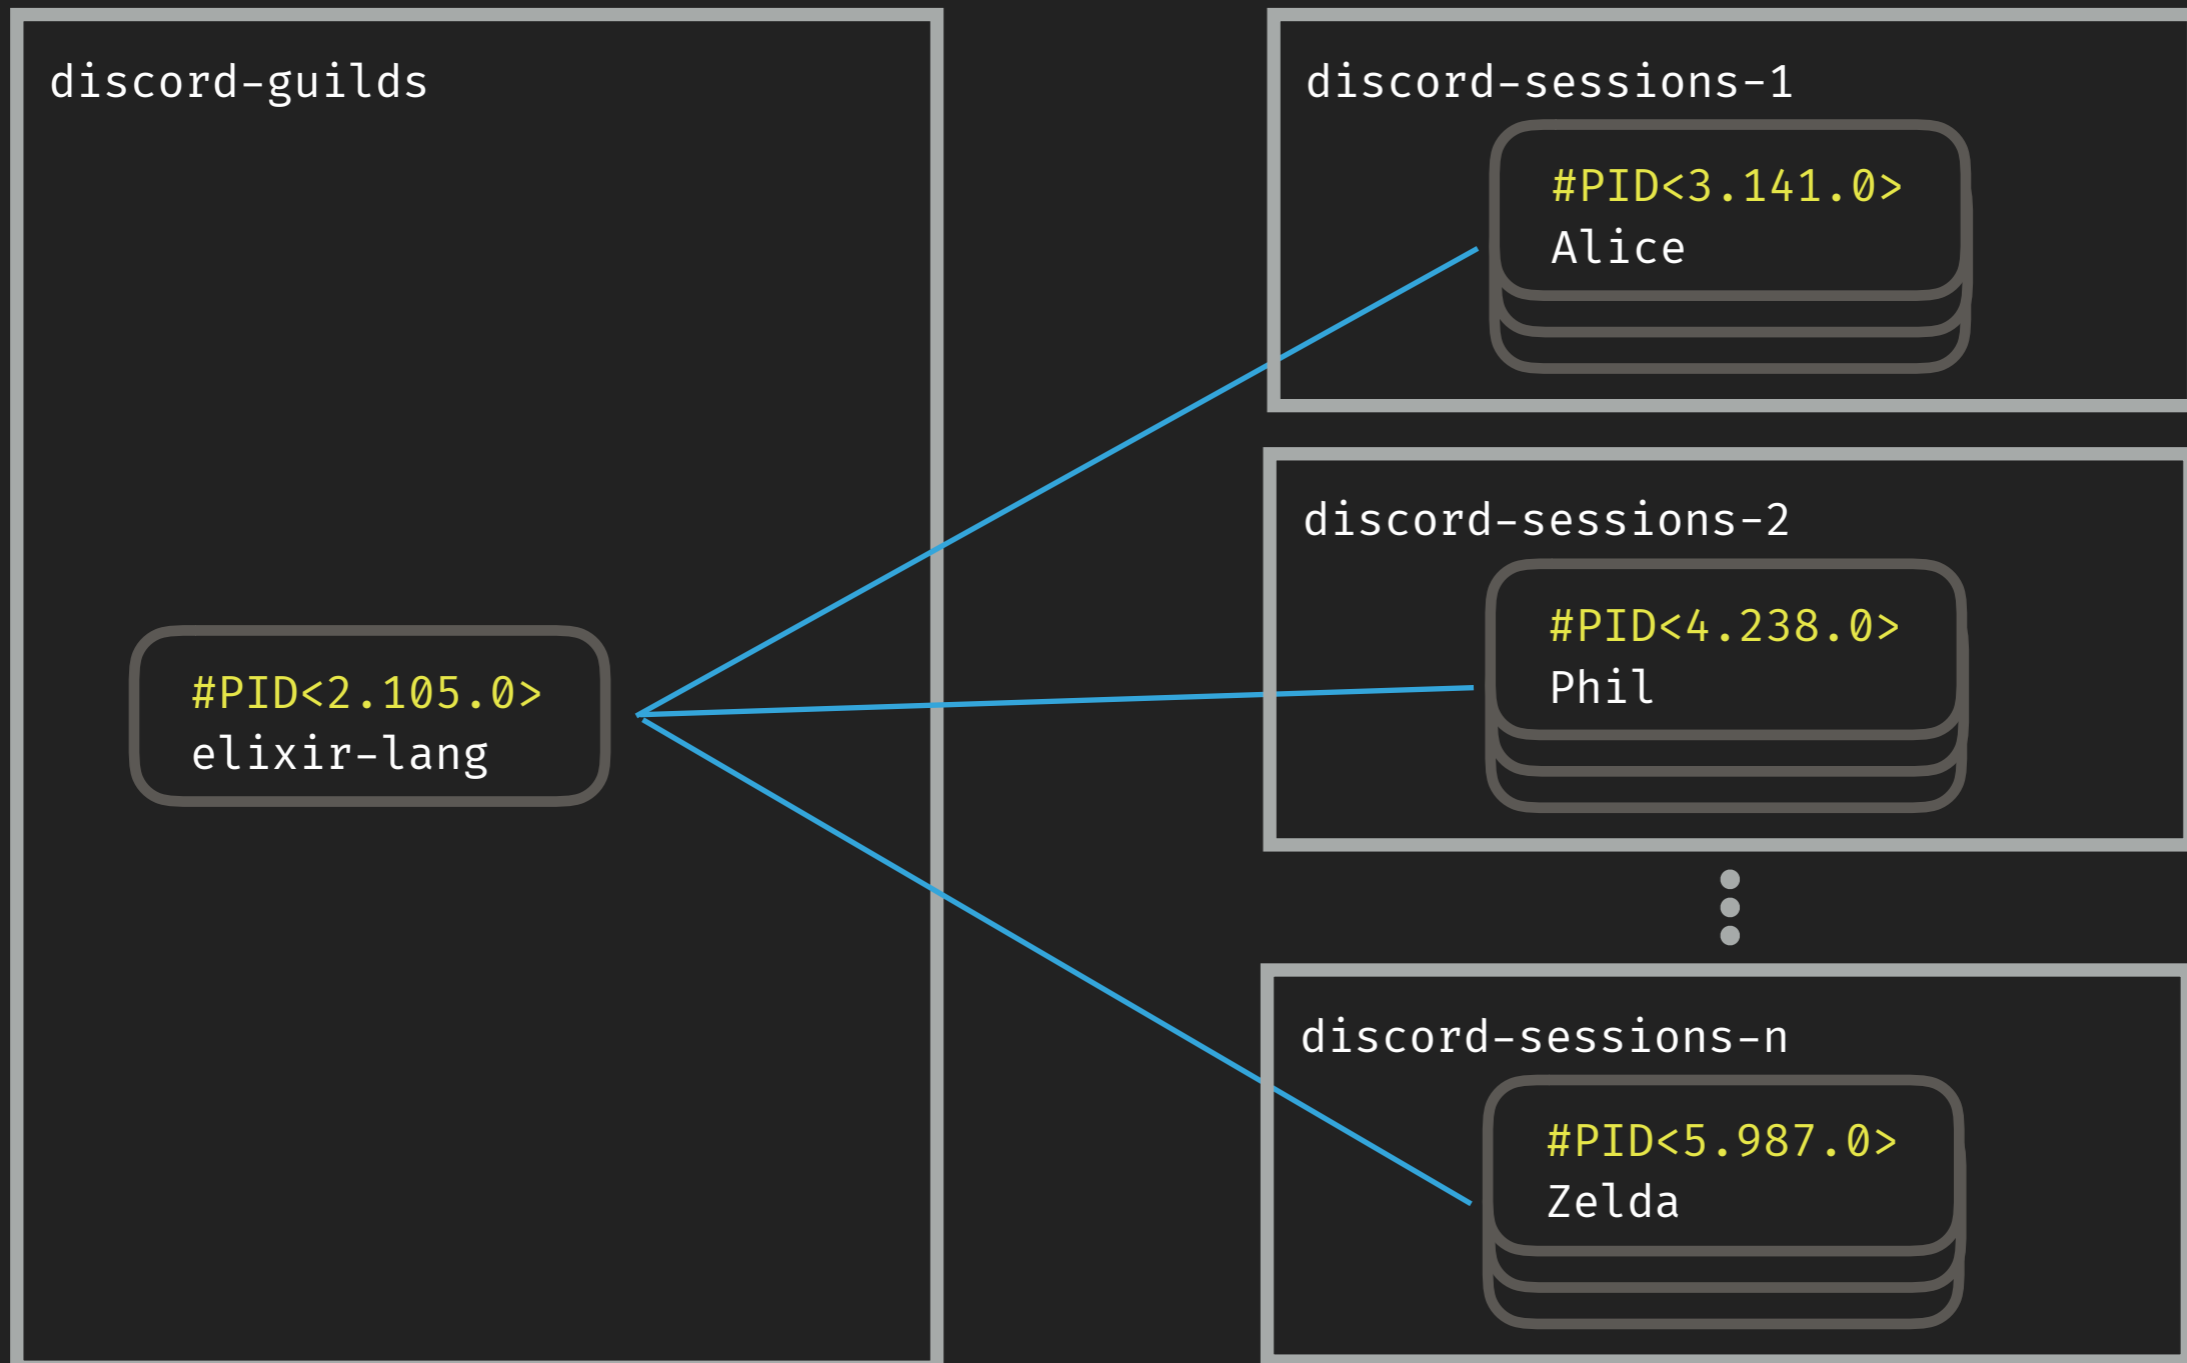 discord-guilds
#PID<2.105.0>
elixir-lang
discord-sessions-1
#PID<3.141.0>
Alice
discord-sessions-2
#PID<4.238.0>
Phil
discord-sessions-n
#PID<5.987.0>
Zelda